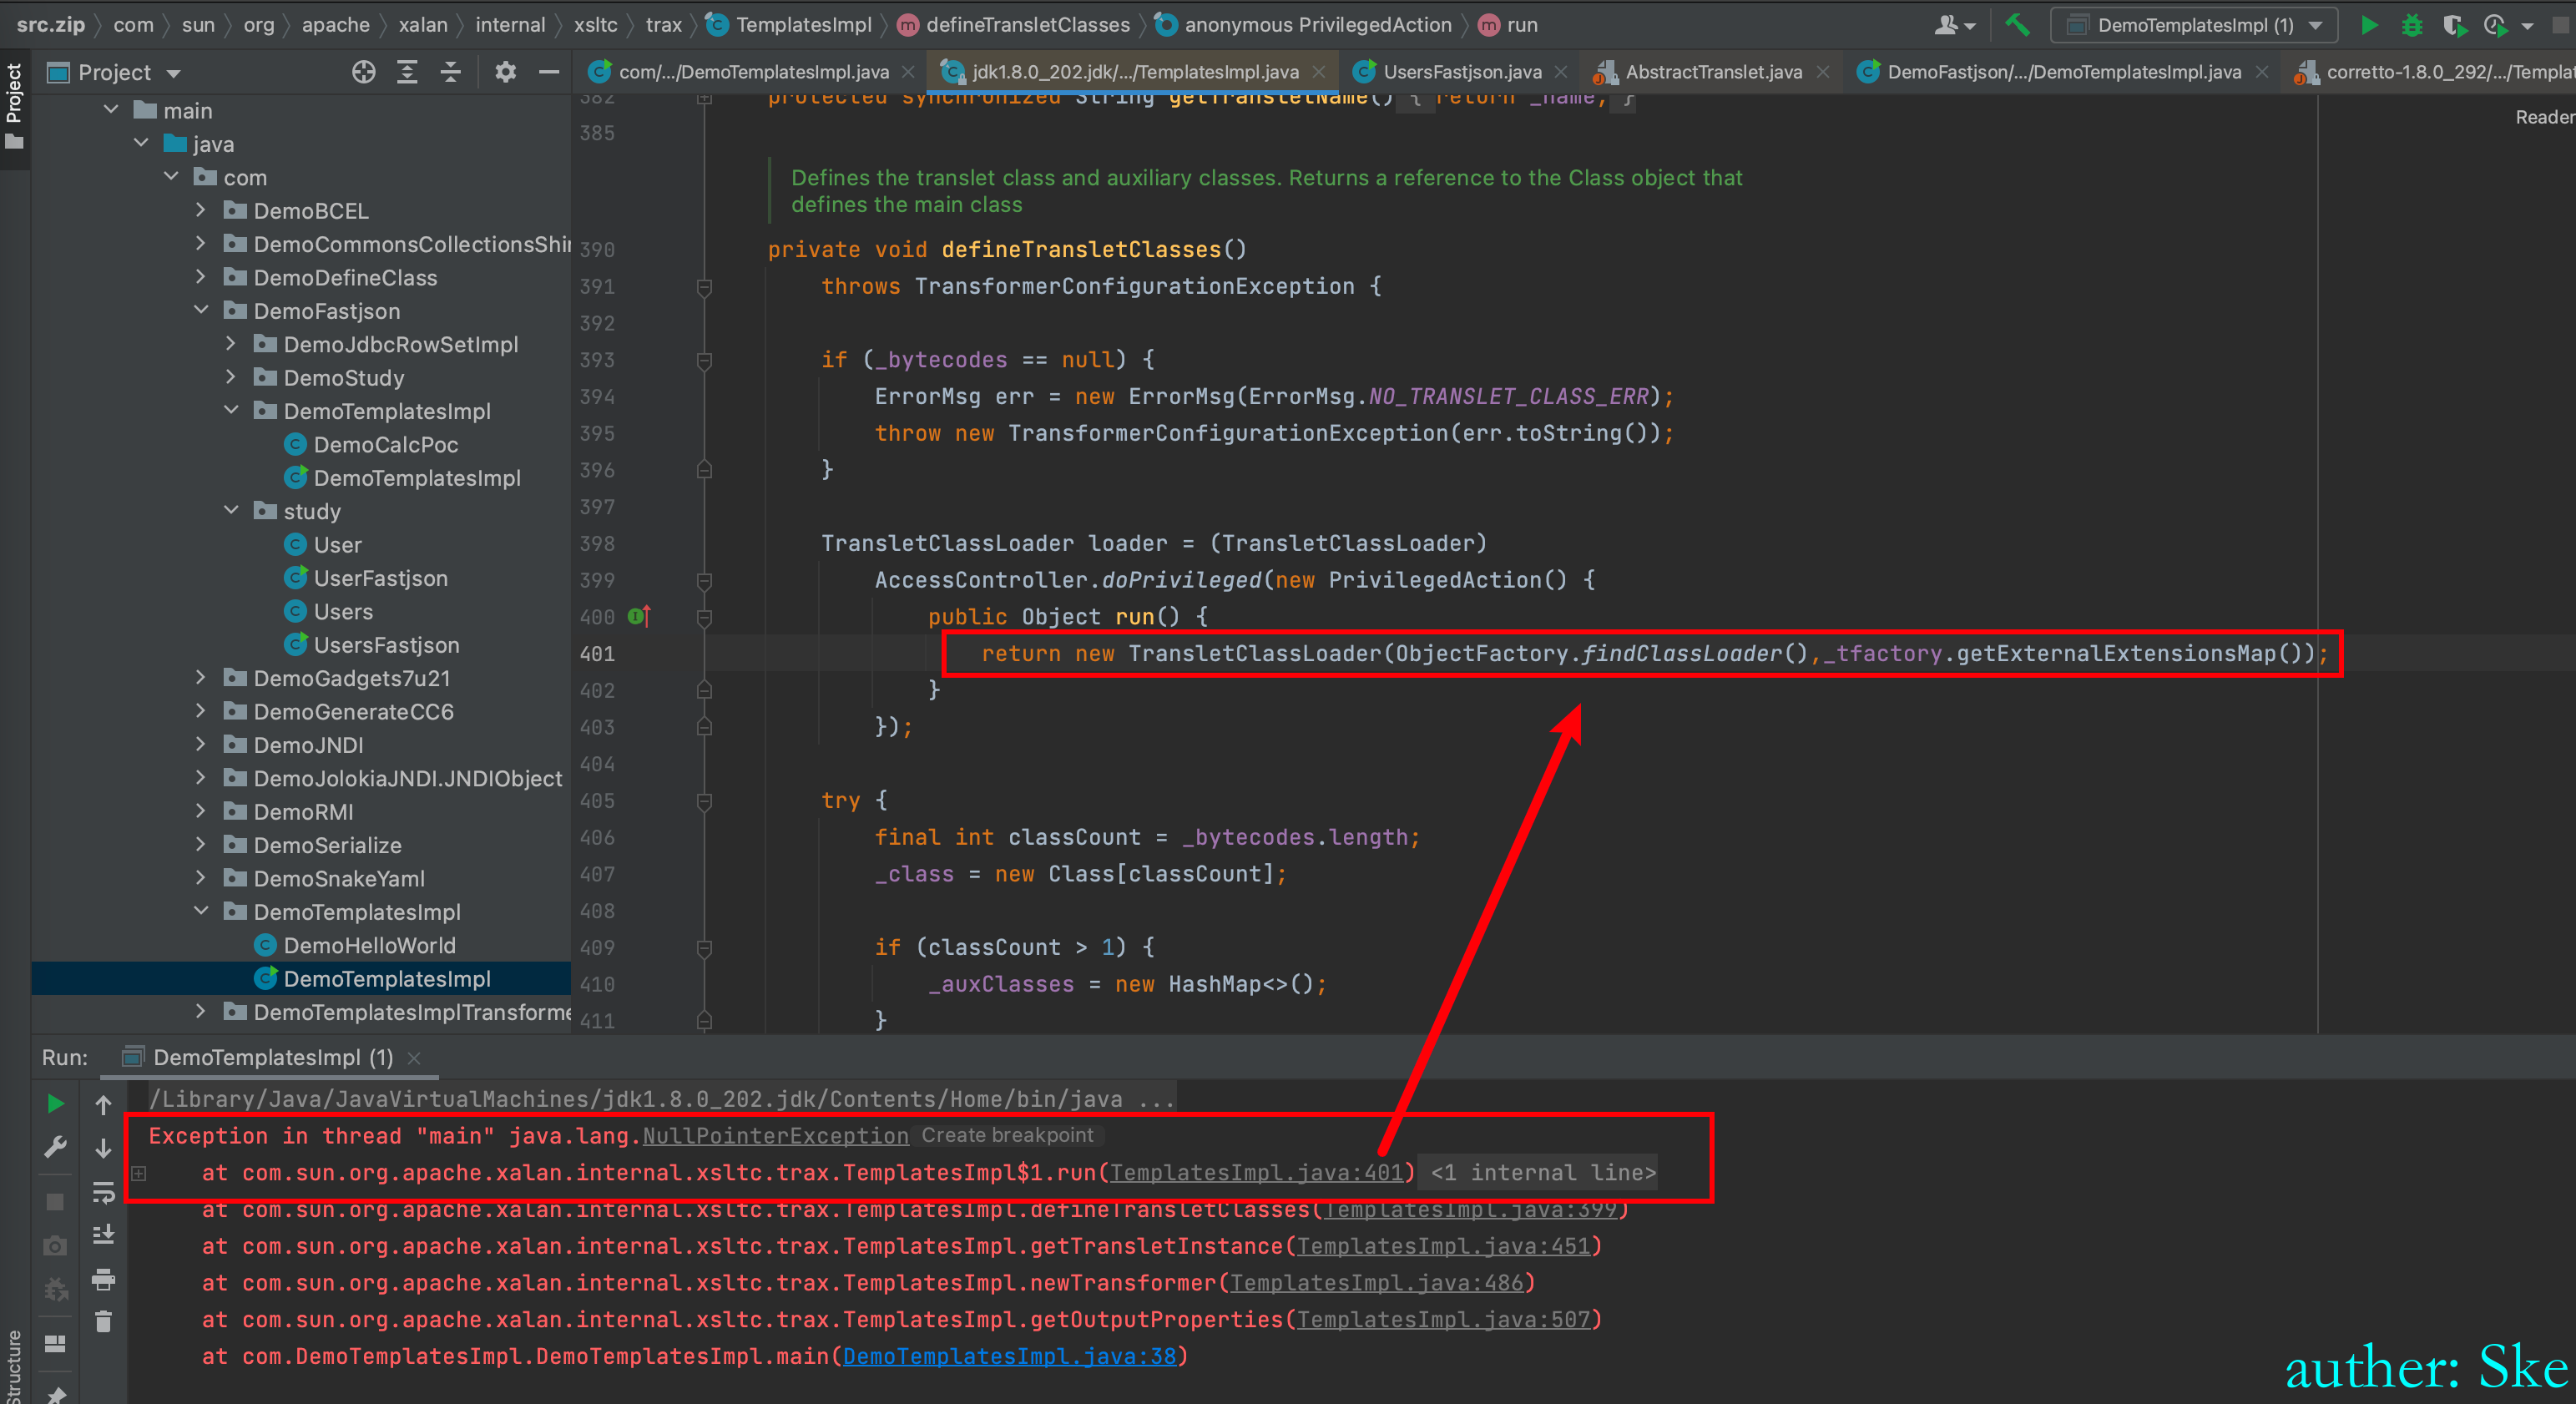 src.zip com sun org apache xalan internal xsltc trax TemplatesImpl defineTransletClasses anonymous PrivilegedAction run DemoTemplatesImpl (1)
Project com/.../DemoTemplatesImpl.java jdk1.8.0_202.jdk/.../TemplatesImpl.java UsersFastjson.java AbstractTranslet.java DemoFastjson/.../DemoTemplatesImpl.java corretto-1.8.0_292/.../Templat
Project
main
java
com
DemoBCEL
DemoCommonsCollectionsShir
DemoDefineClass
DemoFastjson
DemoJdbcRowSetImpl
DemoStudy
DemoTemplatesImpl
DemoCalcPoc
DemoTemplatesImpl
study
User
UserFastjson
Users
UsersFastjson
DemoGadgets7u21
DemoGenerateCC6
DemoJNDI
DemoJolokiaJNDI.JNDIObject
DemoRMI
DemoSerialize
DemoSnakeYaml
DemoTemplatesImpl
DemoHelloWorld
DemoTemplatesImpl
DemoTemplatesImplTransforme
Reader
382 protected synchronized String getTransletName() { return _name; }
385
Defines the translet class and auxiliary classes. Returns a reference to the Class object that
defines the main class
390 private void defineTransletClasses()
391 throws TransformerConfigurationException {
392
393 if (_bytecodes == null) {
394 ErrorMsg err = new ErrorMsg(ErrorMsg.NO_TRANSLET_CLASS_ERR);
395 throw new TransformerConfigurationException(err.toString());
396 }
397
398 TransletClassLoader loader = (TransletClassLoader)
399 AccessController.doPrivileged(new PrivilegedAction() {
400 public Object run() {
401 return new TransletClassLoader(ObjectFactory.findClassLoader(),_tfactory.getExternalExtensionsMap());
402 }
403 });
404
405 try {
406 final int classCount = _bytecodes.length;
407 _class = new Class[classCount];
408
409 if (classCount > 1) {
410 _auxClasses = new HashMap<>();
411 }
Run: DemoTemplatesImpl (1)
/Library/Java/JavaVirtualMachines/jdk1.8.0_202.jdk/Contents/Home/bin/java ...
Exception in thread "main" java.lang.NullPointerException Create breakpoint
at com.sun.org.apache.xalan.internal.xsltc.trax.TemplatesImpl$1.run(TemplatesImpl.java:401) <1 internal line>
at com.sun.org.apache.xalan.internal.xsltc.trax.TemplatesImpl.defineTransletClasses(TemplatesImpl.java:399)
at com.sun.org.apache.xalan.internal.xsltc.trax.TemplatesImpl.getTransletInstance(TemplatesImpl.java:451)
at com.sun.org.apache.xalan.internal.xsltc.trax.TemplatesImpl.newTransformer(TemplatesImpl.java:486)
at com.sun.org.apache.xalan.internal.xsltc.trax.TemplatesImpl.getOutputProperties(TemplatesImpl.java:507)
at com.DemoTemplatesImpl.DemoTemplatesImpl.main(DemoTemplatesImpl.java:38)
Structure
auther: Ske